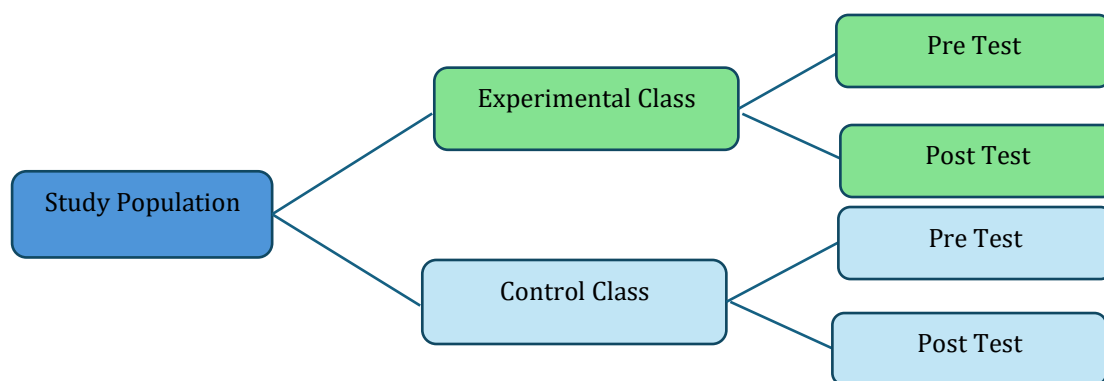 Pre Test
Experimental Class
Post Test
Study Population
Pre Test
Control Class
Post Test